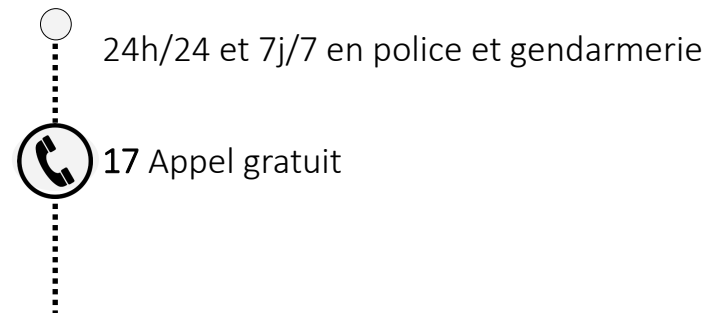 24h/24 et 7j/7 en police et gendarmerie
17 Appel gratuit